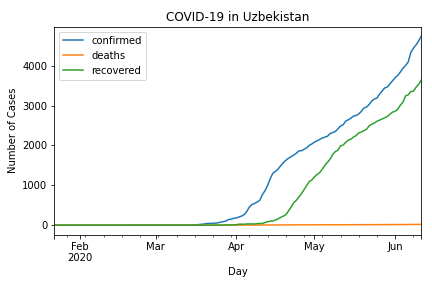 COVID-19 in Uzbekistan
confirmed
deaths
recovered
Number of Cases
4000
3000
2000
1000
0
Feb
2020
Mar
Apr
May
Jun
Day